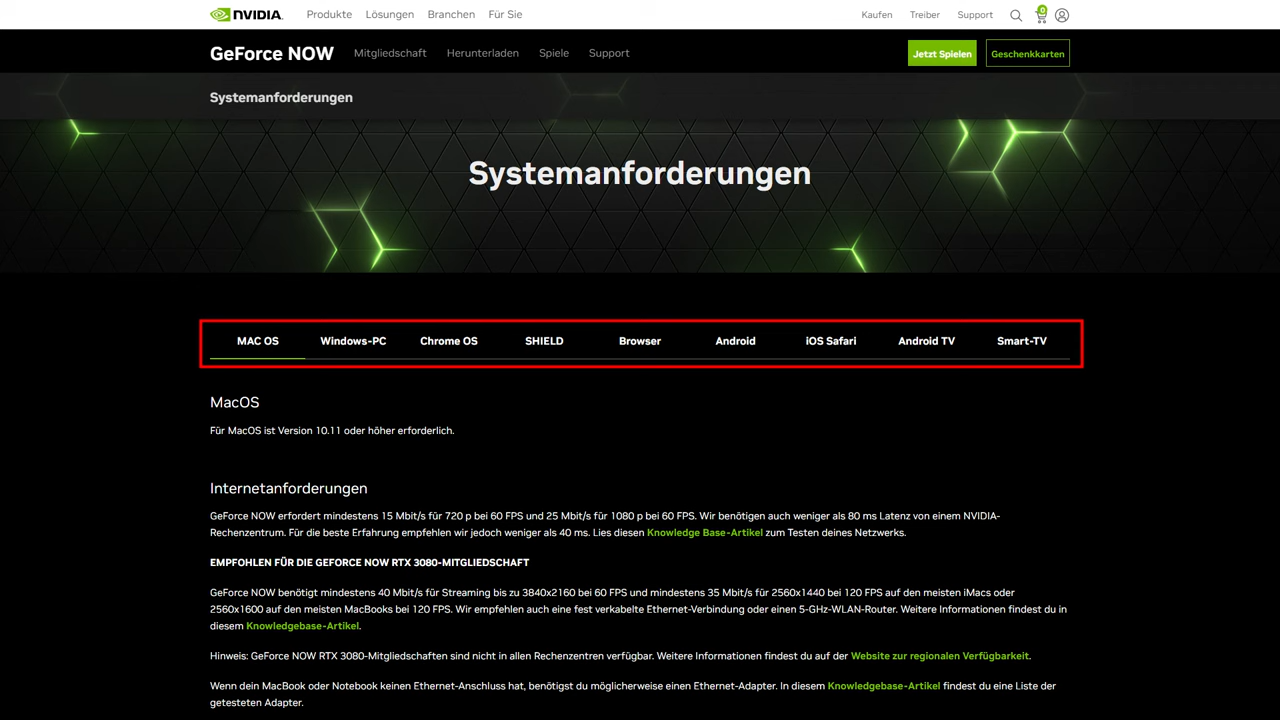 NVIDIA. Produkte Lösungen Branchen Für Sie Kaufen Treiber Support 0
GeForce NOW Mitgliedschaft Herunterladen Spiele Support Jetzt Spielen Geschenkkarten
Systemanforderungen
Systemanforderungen
MAC OS Windows-PC Chrome OS SHIELD Browser Android iOS Safari Android TV Smart-TV
MacOS
Für MacOS ist Version 10.11 oder höher erforderlich.
Internetanforderungen
GeForce NOW erfordert mindestens 15 Mbit/s für 720 p bei 60 FPS und 25 Mbit/s für 1080 p bei 60 FPS. Wir benötigen auch weniger als 80 ms Latenz von einem NVIDIA-
Rechenzentrum. Für die beste Erfahrung empfehlen wir jedoch weniger als 40 ms. Lies diesen Knowledge Base-Artikel zum Testen deines Netzwerks.
EMPFOHLEN FÜR DIE GEFORCE NOW RTX 3080-MITGLIEDSCHAFT
GeForce NOW benötigt mindestens 40 Mbit/s für Streaming bis zu 3840x2160 bei 60 FPS und mindestens 35 Mbit/s für 2560x1440 bei 120 FPS auf den meisten iMacs oder
2560x1600 auf den meisten MacBooks bei 120 FPS. Wir empfehlen auch eine fest verkabelte Ethernet-Verbindung oder einen 5-GHz-WLAN-Router. Weitere Informationen findest du in
diesem Knowledgebase-Artikel.
Hinweis: GeForce NOW RTX 3080-Mitgliedschaften sind nicht in allen Rechenzentren verfügbar. Weitere Informationen findest du auf der Website zur regionalen Verfügbarkeit.
Wenn dein MacBook oder Notebook keinen Ethernet-Anschluss hat, benötigst du möglicherweise einen Ethernet-Adapter. In diesem Knowledgebase-Artikel findest du eine Liste der
getesteten Adapter.